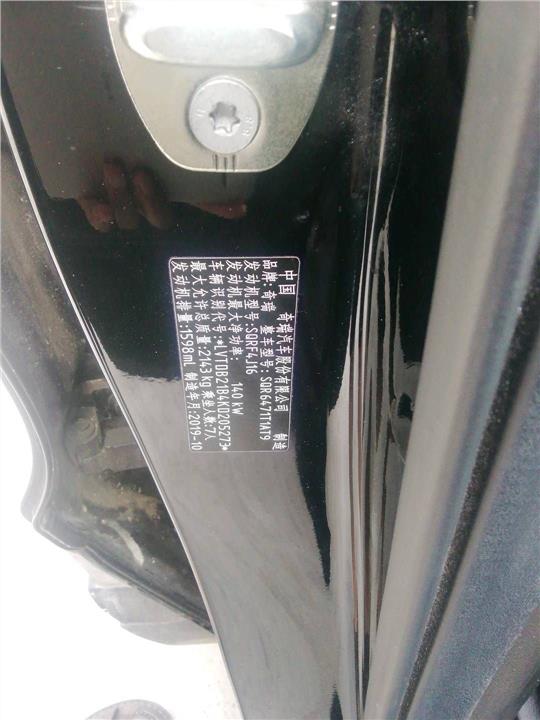 中国 奇瑞汽车股份有限公司 制造
品牌:奇瑞 整车型号:SQR6471T1AT9
发动机型号:SQRF4J16
发动机最大净功率: 140 kW
车辆识别代号:*LVTDB21B4KD205273*
最大允许总质量:2143 kg 乘坐人数:7人
发动机排量:1598mL 制造年月:2019-10